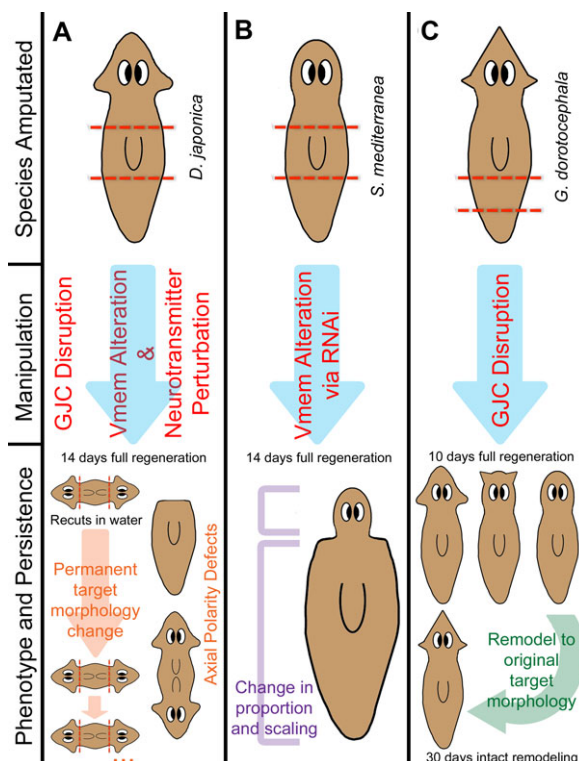 A
B
C
Species Amputated
D. japonica
S. mediterranea
G. dorotocephala
Manipulation
GJC Disruption
Vmem Alteration
&
Neurotransmitter
Perturbation
Vmem Alteration
via RNAi
GJC Disruption
Phenotype and Persistence
14 days full regeneration
Recuts in water
Permanent
target
morphology
change
Axial Polarity Defects
14 days full regeneration
Change in
proportion
and scaling
10 days full regeneration
Remodel to
original
target
morphology
30 days intact remodeling